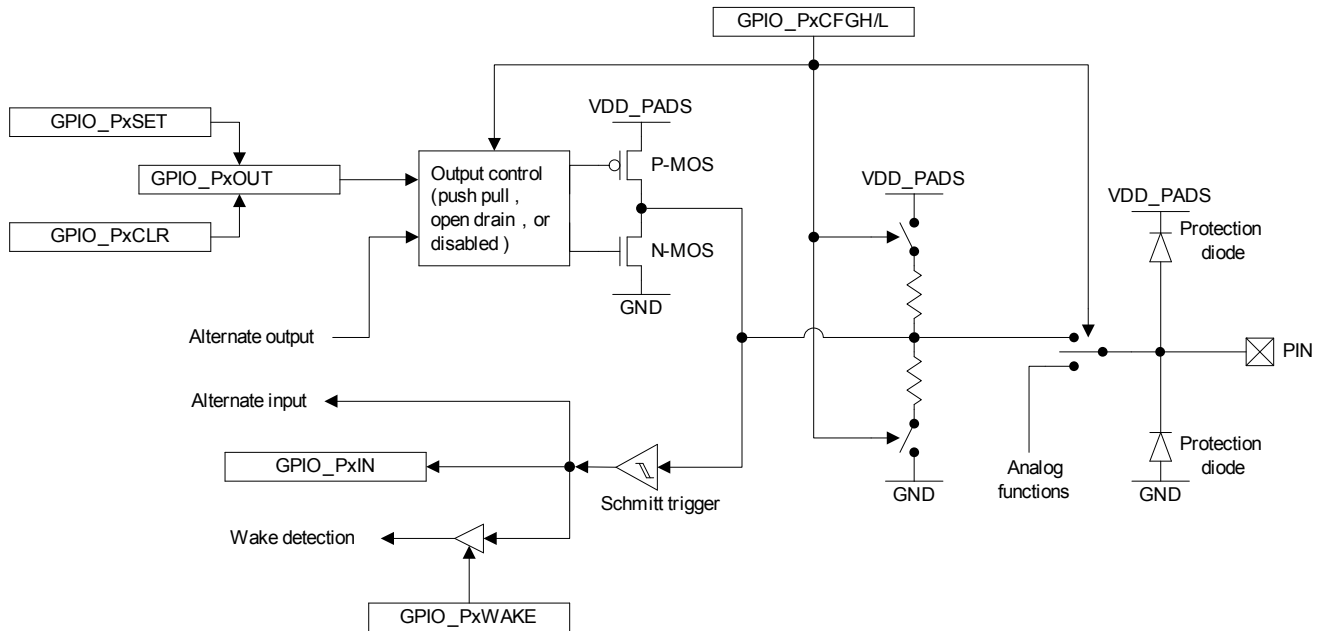 GPIO_PxCFGH/L
VDD_PADS
GPIO_PxSET
P-MOS
GPIO_PxOUT
Output control
(push pull ,
open drain , or
disabled )
VDD_PADS
VDD_PADS
Protection
diode
GPIO_PxCLR
N-MOS
GND
Alternate output
PIN
Alternate input
GPIO_PxIN
Schmitt trigger
Analog
functions
Protection
diode
GND
GND
Wake detection
GPIO_PxWAKE